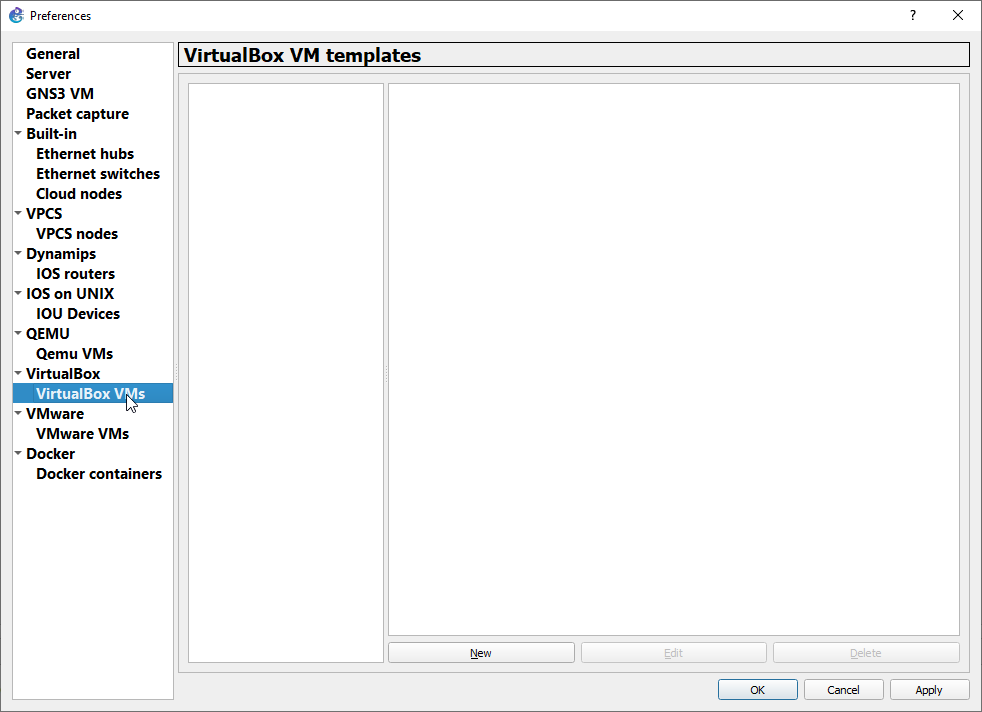 Preferences
?
General
Server
GNS3 VM
Packet capture
Built-in
Ethernet hubs
Ethernet switches
Cloud nodes
VPCS
VPCS nodes
Dynamips
IOS routers
IOS on UNIX
IOU Devices
QEMU
Qemu VMs
VirtualBox
VirtualBox VMs
VMware
VMware VMs
Docker
Docker containers
VirtualBox VM templates
New
Edit
Delete
OK
Cancel
Apply